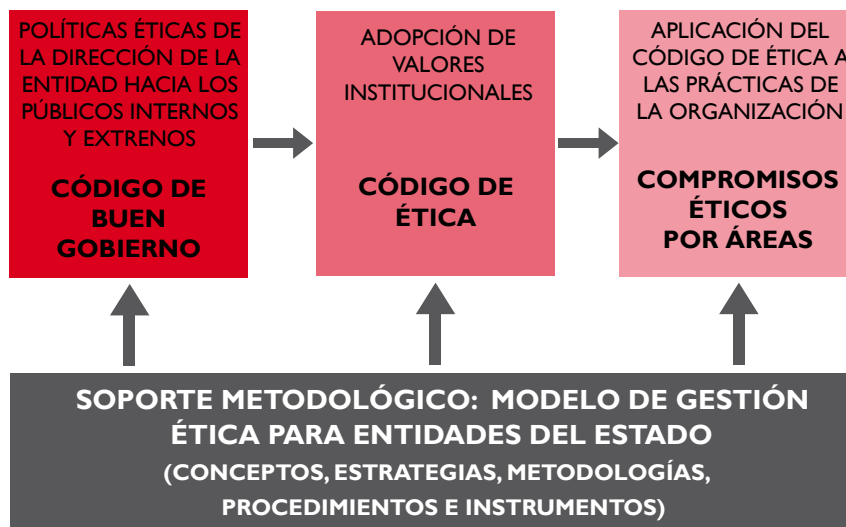 POLÍTICAS ÉTICAS DE
LA DIRECCIÓN DE LA
ENTIDAD HACIA LOS
PÚBLICOS INTERNOS
Y EXTRENOS
CÓDIGO DE
BUEN
GOBIERNO
ADOPCIÓN DE
VALORES
INSTITUCIONALES
CÓDIGO DE
ÉTICA
APLICACIÓN DEL
CÓDIGO DE ÉTICA A
LAS PRÁCTICAS DE
LA ORGANIZACIÓN
COMPROMISOS
ÉTICOS
POR ÁREAS
SOPORTE METODOLÓGICO: MODELO DE GESTIÓN
ÉTICA PARA ENTIDADES DEL ESTADO
(CONCEPTOS, ESTRATEGIAS, METODOLOGÍAS,
PROCEDIMIENTOS E INSTRUMENTOS)